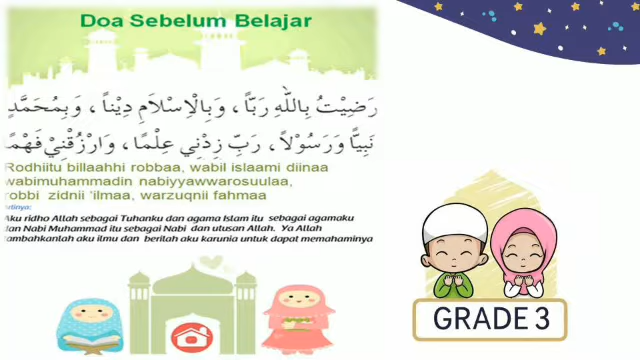 Doa Sebelum Belajar
رَضِيْتُ بِاللّٰهِ رَبًّا ، وَبِالْاِسْلَامِ دِيْنًا ، وَبِمُحَمَّدٍ
نَبِيًّا وَرَسُوْلاً ، رَبِّ زِدْنِي عِلْمًا ، وَارْزُقْنِيْ فَهْمًا
Rodhiitu billaahhi robbaa, wabil islaami diinaa
wabimuhammadin nabiyyawwarosuulaa,
robbi zidnii 'ilmaa, warzuqnii fahmaa
Artinya:
Aku ridho Allah sebagai Tuhanku dan agama Islam itu sebagai agamaku
dan Nabi Muhammad itu sebagai Nabi dan utusan Allah. Ya Allah
tambahkanlah aku ilmu dan berilah aku karunia untuk dapat memahaminya
GRADE 3